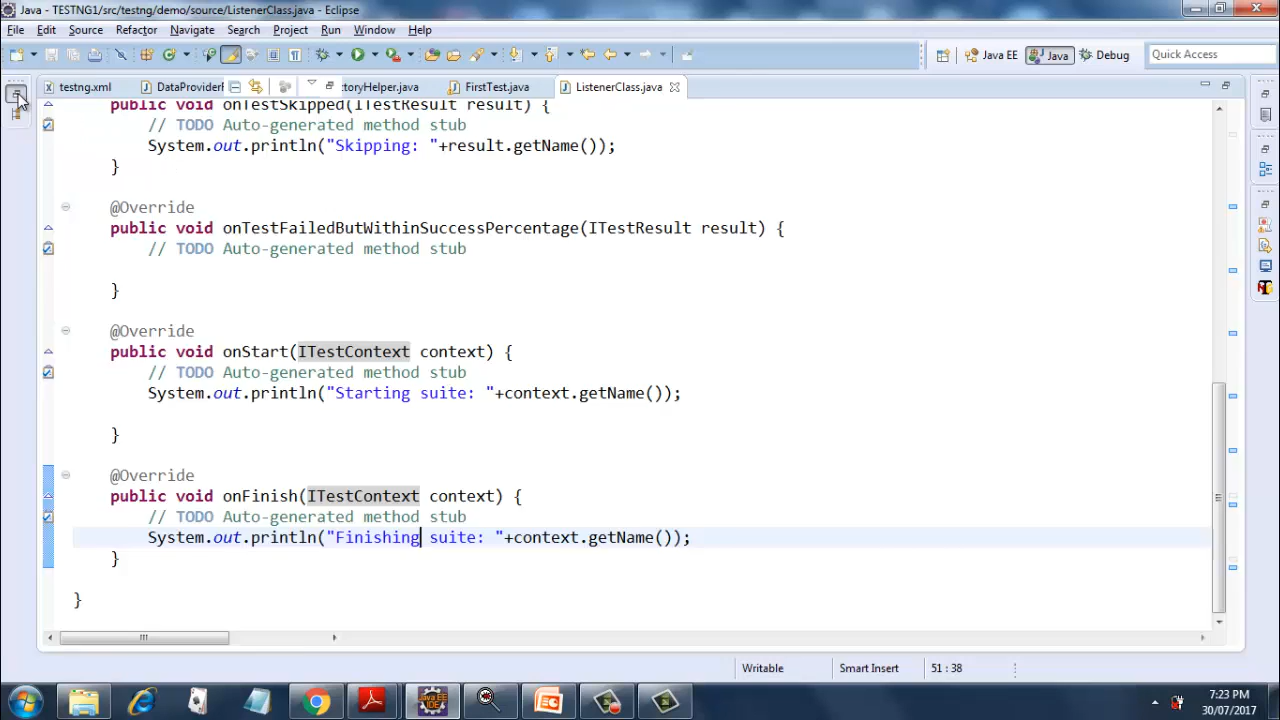 Java - TESTNG1/src/testng/demo/source/ListenerClass.java - Eclipse
File Edit Source Refactor Navigate Search Project Run Window Help
Java EE Java Debug Quick Access
testng.xml DataProviderF ctoryHelper.java FirstTest.java ListenerClass.java
public void onTestSkipped(ITestResult result) {
// TODO Auto-generated method stub
System.out.println("Skipping: "+result.getName());
}
@Override
public void onTestFailedButWithinSuccessPercentage(ITestResult result) {
// TODO Auto-generated method stub
}
@Override
public void onStart(ITestContext context) {
// TODO Auto-generated method stub
System.out.println("Starting suite: "+context.getName());
}
@Override
public void onFinish(ITestContext context) {
// TODO Auto-generated method stub
System.out.println("Finishing suite: "+context.getName());
}
}
Writable Smart Insert 51 : 38
Java EE IDE
7:23 PM
30/07/2017